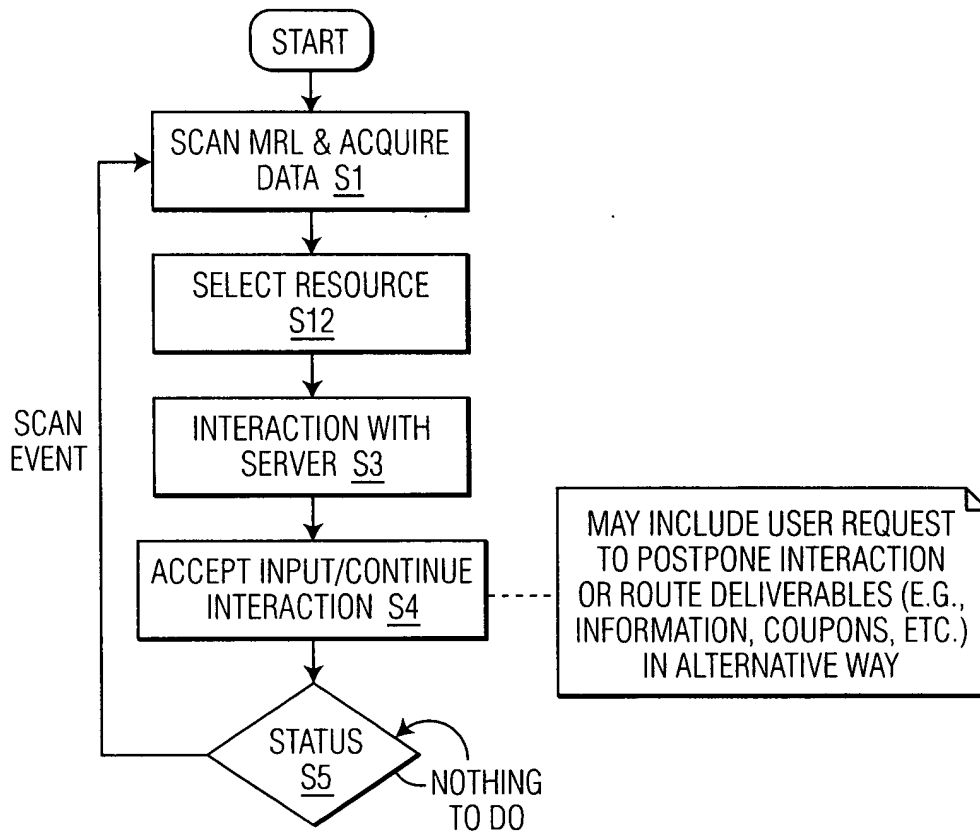 START
SCAN MRL & ACQUIRE
DATA S1
SELECT RESOURCE
S12
INTERACTION WITH
SERVER S3
SCAN
EVENT
ACCEPT INPUT/CONTINUE
INTERACTION S4
MAY INCLUDE USER REQUEST
TO POSTPONE INTERACTION
OR ROUTE DELIVERABLES (E.G.,
INFORMATION, COUPONS, ETC.)
IN ALTERNATIVE WAY
STATUS
S5
NOTHING
TO DO